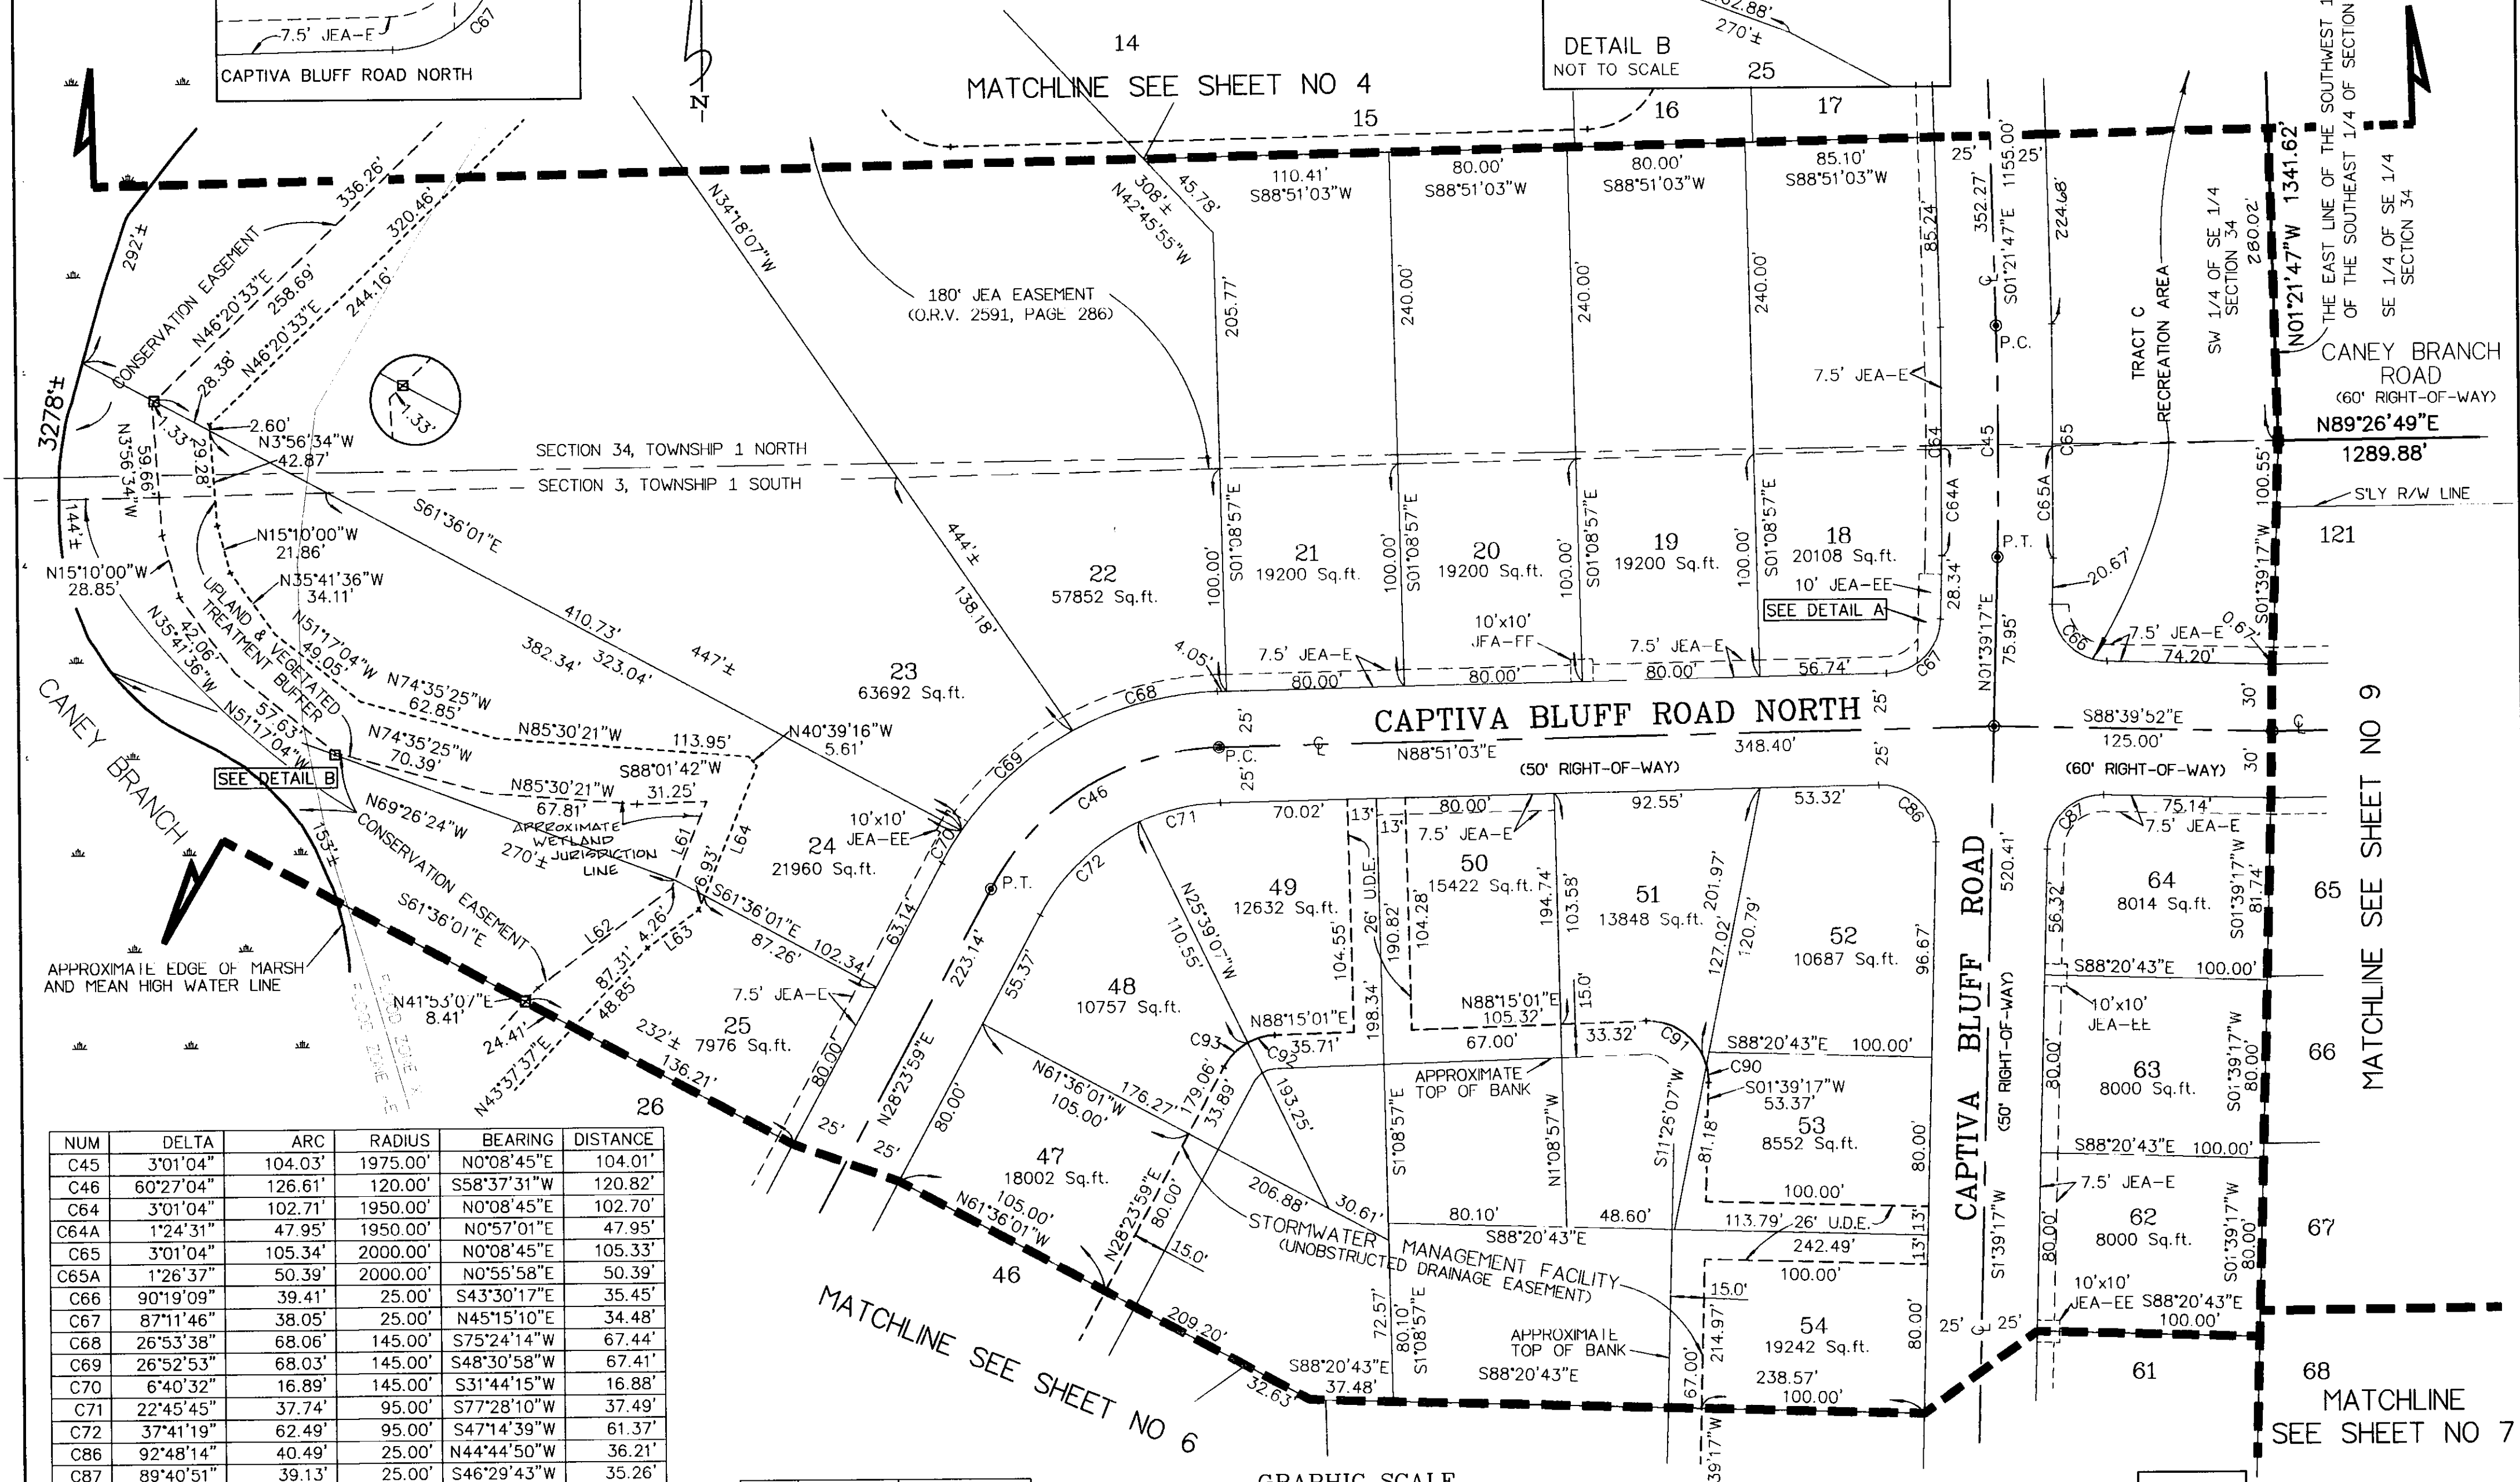 7.5' JEA-E
C67
CAPTIVA BLUFF ROAD NORTH
N
14
MATCHLINE SEE SHEET NO 4
15
16
17
270'±
DETAIL B
NOT TO SCALE
25
THE EAST LINE OF THE SOUTHWEST 1
OF THE SOUTHEAST 1/4 OF SECTION
N01°21'47"W 1341.62'
SW 1/4 OF SE 1/4
SECTION 34
280.02'
SE 1/4 OF SE 1/4
SECTION 34
292'±
336.26'
320.46'
CONSERVATION EASEMENT
N46°20'33"E
258.69'
N46°20'33"E
244.16'
28.38'
N34°18'07"W
308'±
N42°45'55"W
45.78'
110.41'
S88°51'03"W
80.00'
S88°51'03"W
80.00'
S88°51'03"W
85.10'
S88°51'03"W
25'
25'
352.27'
S01°21'47"E 1155.00'
224.68'
85.24'
180' JEA EASEMENT
(O.R.V. 2591, PAGE 286)
205.77'
240.00'
240.00'
240.00'
7.5' JEA-E
P.C.
TRACT C
RECREATION AREA
CANEY BRANCH
ROAD
(60' RIGHT-OF-WAY)
N89°26'49"E
1289.88'
S'LY R/W LINE
121
3278'±
1.33'
1.33'
2.60'
N3°56'34"W
42.87'
29.28'
N3°56'34"W
59.66'
SECTION 34, TOWNSHIP 1 NORTH
SECTION 3, TOWNSHIP 1 SOUTH
144'±
N15°10'00"W
28.85'
N15°10'00"W
21.86'
N35°41'36"W
34.11'
UPLAND & VEGETATED
TREATMENT BUFFER
N51°17'04"W
49.05'
N35°41'36"W
42.06'
N74°35'25"W
62.85'
S61°36'01"E
410.73'
382.34'
323.04'
447'±
444'±
138.18'
22
57852 Sq.ft.
100.00'
S01°08'57"E
21
19200 Sq.ft.
100.00'
S01°08'57"E
20
19200 Sq.ft.
100.00'
S01°08'57"E
19
19200 Sq.ft.
100.00'
S01°08'57"E
18
20108 Sq.ft.
10' JEA-EE
SEE DETAIL A
C64
C64A
C45
C65
C65A
28.34'
P.T.
20.67'
100.55'
S01°39'17"W
0.67'
C66
7.5' JEA-E
74.20'
N01°39'17"E
75.95'
23
63692 Sq.ft.
4.05'
7.5' JEA-E
10'x10'
7.5' JEA-E
80.00'
80.00'
80.00'
56.74'
C67
C68
C69
C70
CANEY BRANCH
57.63'
N51°17'04"W
N74°35'25"W
70.39'
N85°30'21"W
113.95'
N40°39'16"W
5.61'
S88°01'42"W
31.25'
N85°30'21"W
67.81'
SEE DETAIL B
APPROXIMATE
WETLAND
JURISDICTION
LINE
N69°26'24"W
270'±
CONSERVATION EASEMENT
153'±
L61
L64
6.93'
10'x10'
JEA-EE
24
21960 Sq.ft.
CAPTIVA BLUFF ROAD NORTH
25'
25'
P.C.
C46
N88°51'03"E
348.40'
(50' RIGHT-OF-WAY)
25'
25'
S88°39'52"E
125.00'
(60' RIGHT-OF-WAY)
30'
30'
MATCHLINE SEE SHEET NO 9
P.T.
C72
C71
70.02'
13'
13'
80.00'
7.5' JEA-E
92.55'
53.32'
C86
C87
75.14'
7.5' JEA-E
S61°36'01"E
L62
4.26'
L63
87.31'
48.85'
S61°36'01"E
87.26'
102.34'
63.14'
APPROXIMATE EDGE OF MARSH
AND MEAN HIGH WATER LINE
N41°53'07"E
8.41'
24.41'
N43°37'37"E
232'±
136.21'
7.5' JEA-E
25
7976 Sq.ft.
80.00'
223.14'
N28°23'59"E
55.37'
80.00'
26
25'
25'
48
10757 Sq.ft.
N25°39'07"W
110.55'
49
12632 Sq.ft.
104.55'
26' U.D.E.
190.82'
198.34'
104.28'
50
15422 Sq.ft.
194.74'
103.58'
15.0'
51
13848 Sq.ft.
201.97'
127.02'
120.79'
52
10687 Sq.ft.
96.67'
N88°15'01"E
35.71'
C93
C92
N88°15'01"E
105.32'
67.00'
33.32'
C91
S88°20'43"E 100.00'
C90
S01°39'17"W
53.37'
APPROXIMATE
TOP OF BANK
N61°36'01"W
105.00'
176.27'
179.06'
33.89'
193.25'
S1°08'57"E
N1°08'57"W
S11°26'07"W
81.18'
53
8552 Sq.ft.
80.00'
100.00'
47
18002 Sq.ft.
105.00'
N61°36'01"W
N28°23'59"E
80.00'
15.0'
206.88'
30.61'
80.10'
48.60'
113.79'
26' U.D.E.
S88°20'43"E
242.49'
13'
13'
100.00'
STORMWATER MANAGEMENT FACILITY
(UNOBSTRUCTED DRAINAGE EASEMENT)
46
MATCHLINE SEE SHEET NO 6
209.20'
32.63'
72.57'
80.10'
S1°08'57"E
S88°20'43"E
37.48'
S88°20'43"E
APPROXIMATE
TOP OF BANK
15.0'
214.97'
67.00'
54
19242 Sq.ft.
80.00'
238.57'
100.00'
CAPTIVA BLUFF ROAD
(50' RIGHT-OF-WAY)
520.41'
S1°39'17"W
25'
25'
56.32'
64
8014 Sq.ft.
S01°39'17"W
81.74'
65
S88°20'43"E 100.00'
10'x10'
JEA-EE
80.00'
63
8000 Sq.ft.
S01°39'17"W
80.00'
66
S88°20'43"E 100.00'
7.5' JEA-E
80.00'
62
8000 Sq.ft.
S01°39'17"W
80.00'
67
10'x10'
JEA-EE
S88°20'43"E
100.00'
61
68
MATCHLINE
SEE SHEET NO 7
NUM DELTA ARC RADIUS BEARING DISTANCE
C45 3°01'04" 104.03' 1975.00' N0°08'45"E 104.01'
C46 60°27'04" 126.61' 120.00' S58°37'31"W 120.82'
C64 3°01'04" 102.71' 1950.00' N0°08'45"E 102.70'
C64A 1°24'31" 47.95' 1950.00' N0°57'01"E 47.95'
C65 3°01'04" 105.34' 2000.00' N0°08'45"E 105.33'
C65A 1°26'37" 50.39' 2000.00' N0°55'58"E 50.39'
C66 90°19'09" 39.41' 25.00' S43°30'17"E 35.45'
C67 87°11'46" 38.05' 25.00' N45°15'10"E 34.48'
C68 26°53'38" 68.06' 145.00' S75°24'14"W 67.44'
C69 26°52'53" 68.03' 145.00' S48°30'58"W 67.41'
C70 6°40'32" 16.89' 145.00' S31°44'15"W 16.88'
C71 22°45'45" 37.74' 95.00' S77°28'10"W 37.49'
C72 37°41'19" 62.49' 95.00' S47°14'39"W 61.37'
C86 92°48'14" 40.49' 25.00' N44°44'50"W 36.21'
C87 89°40'51" 39.13' 25.00' S46°29'43"W 35.26'